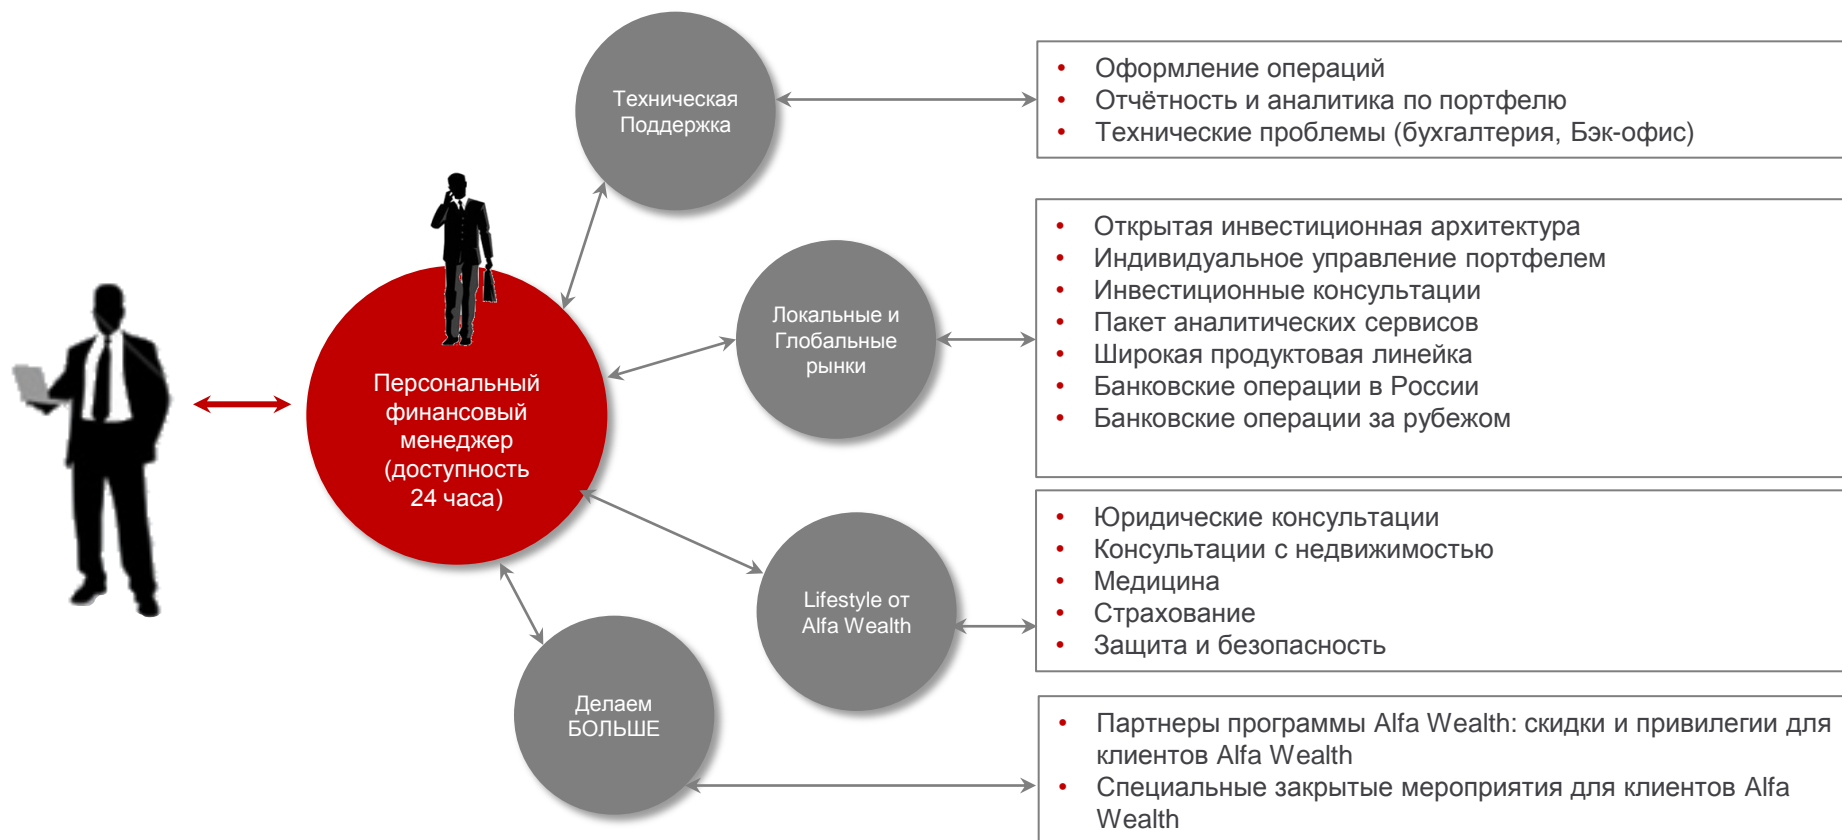 Техническая
Поддержка
• Оформление операций
• Отчётность и аналитика по портфелю
• Технические проблемы (бухгалтерия, Бэк-офис)
Локальные и
Глобальные
рынки
• Открытая инвестиционная архитектура
• Индивидуальное управление портфелем
• Инвестиционные консультации
• Пакет аналитических сервисов
• Широкая продуктовая линейка
• Банковские операции в России
• Банковские операции за рубежом
Персональный
финансовый
менеджер
(доступность
24 часа)
Lifestyle от
Alfa Wealth
• Юридические консультации
• Консультации с недвижимостью
• Медицина
• Страхование
• Защита и безопасность
Делаем
БОЛЬШЕ
• Партнеры программы Alfa Wealth: скидки и привилегии для
клиентов Alfa Wealth
• Специальные закрытые мероприятия для клиентов Alfa
Wealth